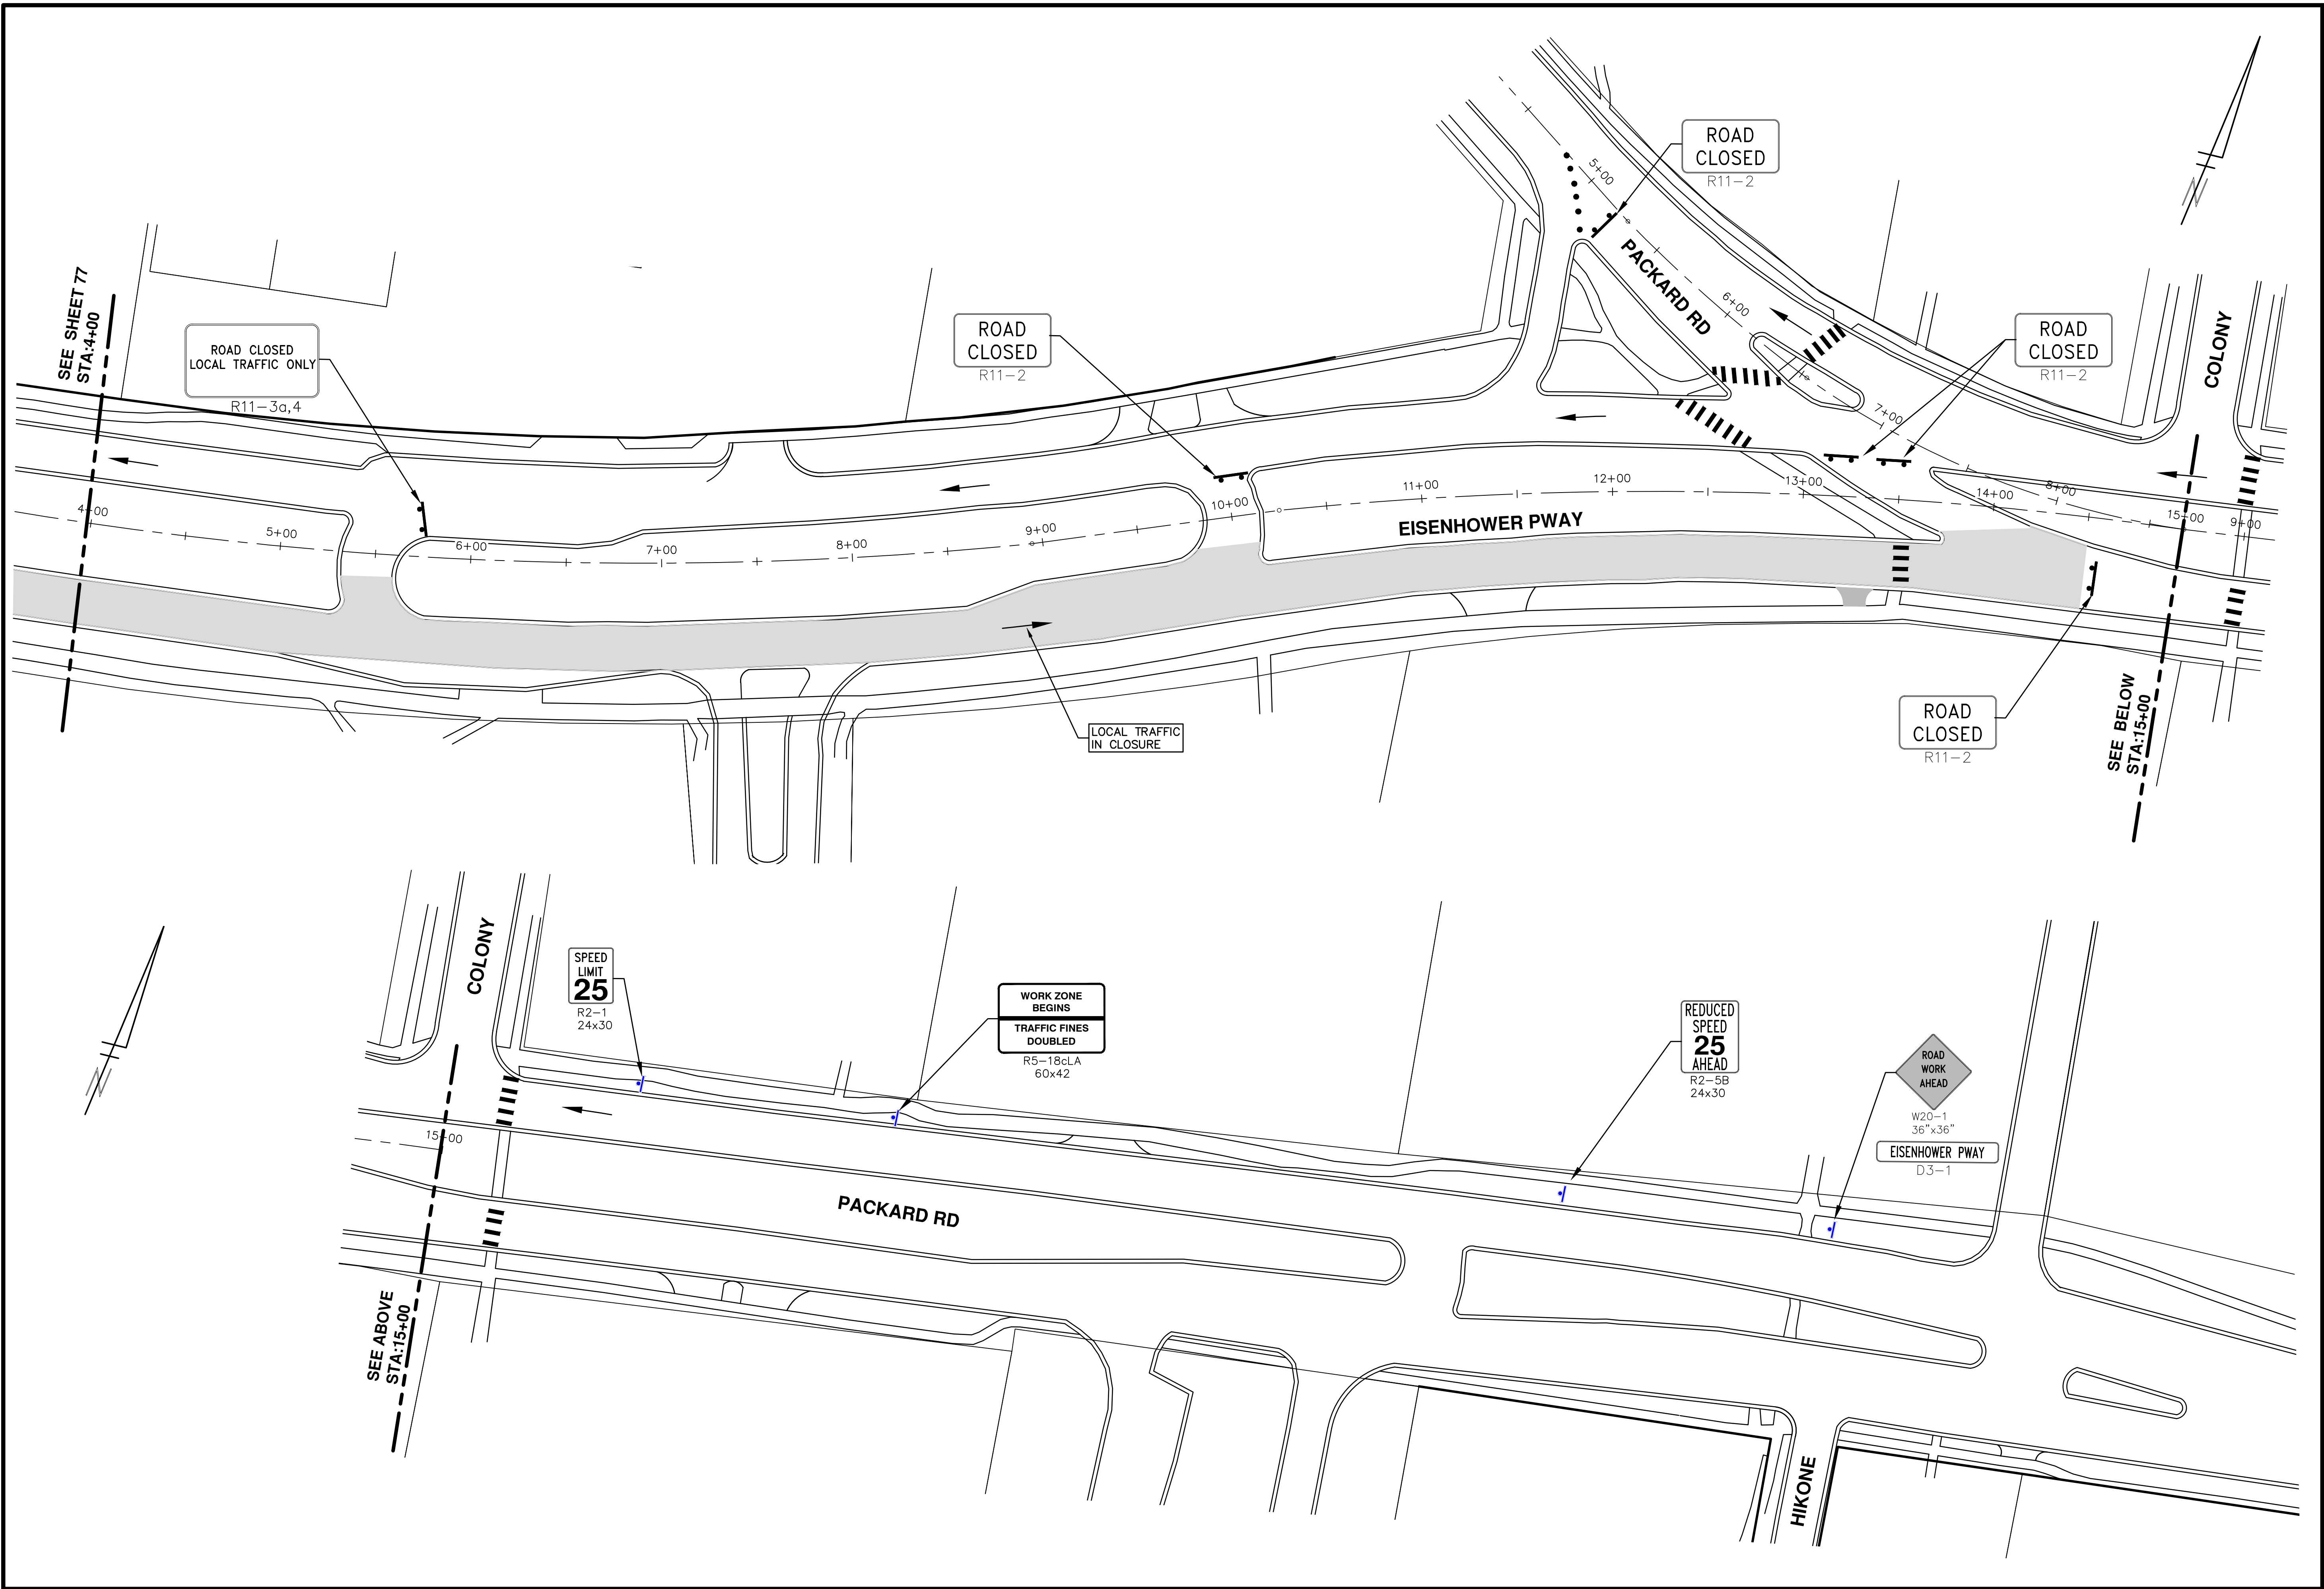 SEE SHEET 77
STA:4+00
ROAD CLOSED
LOCAL TRAFFIC ONLY
R11-3a,4
ROAD
CLOSED
R11-2
ROAD
CLOSED
R11-2
ROAD
CLOSED
R11-2
COLONY
N
5+00
PACKARD RD
6+00
7+00
8+00
9+00
4+00
5+00
6+00
7+00
8+00
9+00
10+00
11+00
12+00
13+00
14+00
15+00
EISENHOWER PWAY
LOCAL TRAFFIC
IN CLOSURE
ROAD
CLOSED
R11-2
SEE BELOW
STA:15+00
N
COLONY
SPEED
LIMIT
25
R2-1
24x30
WORK ZONE
BEGINS
TRAFFIC FINES
DOUBLED
R5-18cLA
60x42
REDUCED
SPEED
25
AHEAD
R2-5B
24x30
ROAD
WORK
AHEAD
W20-1
36"x36"
EISENHOWER PWAY
D3-1
15+00
PACKARD RD
SEE ABOVE
STA:15+00
HIKONE